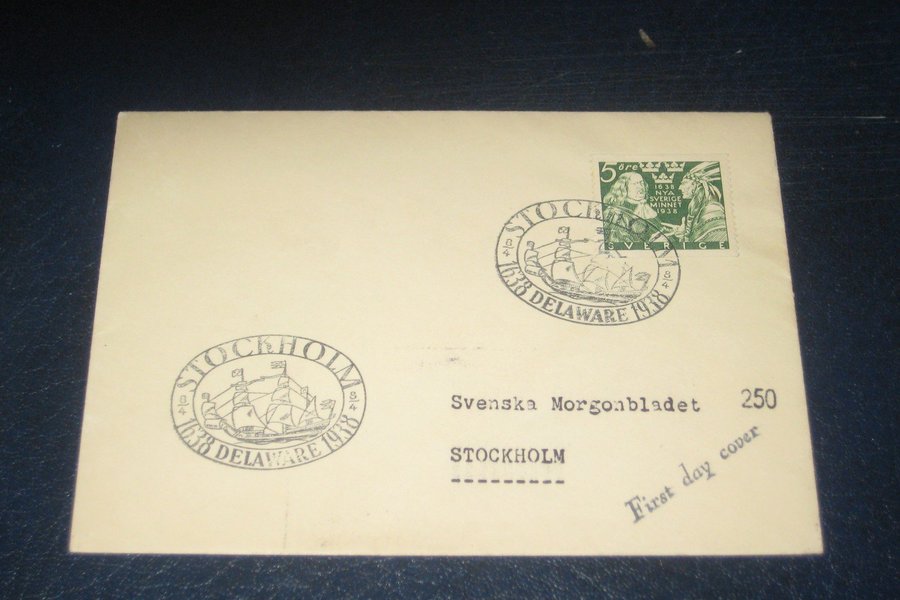 5 öre
1638
NYA
SVERIGE
MINNET
1938
SVERIGE
STOCKHOLM
8/4 8/4
1638 DELAWARE 1938
STOCKHOLM
8/4 8/4
1638 DELAWARE 1938
Svenska Morgonbladet 250
STOCKHOLM
First day cover